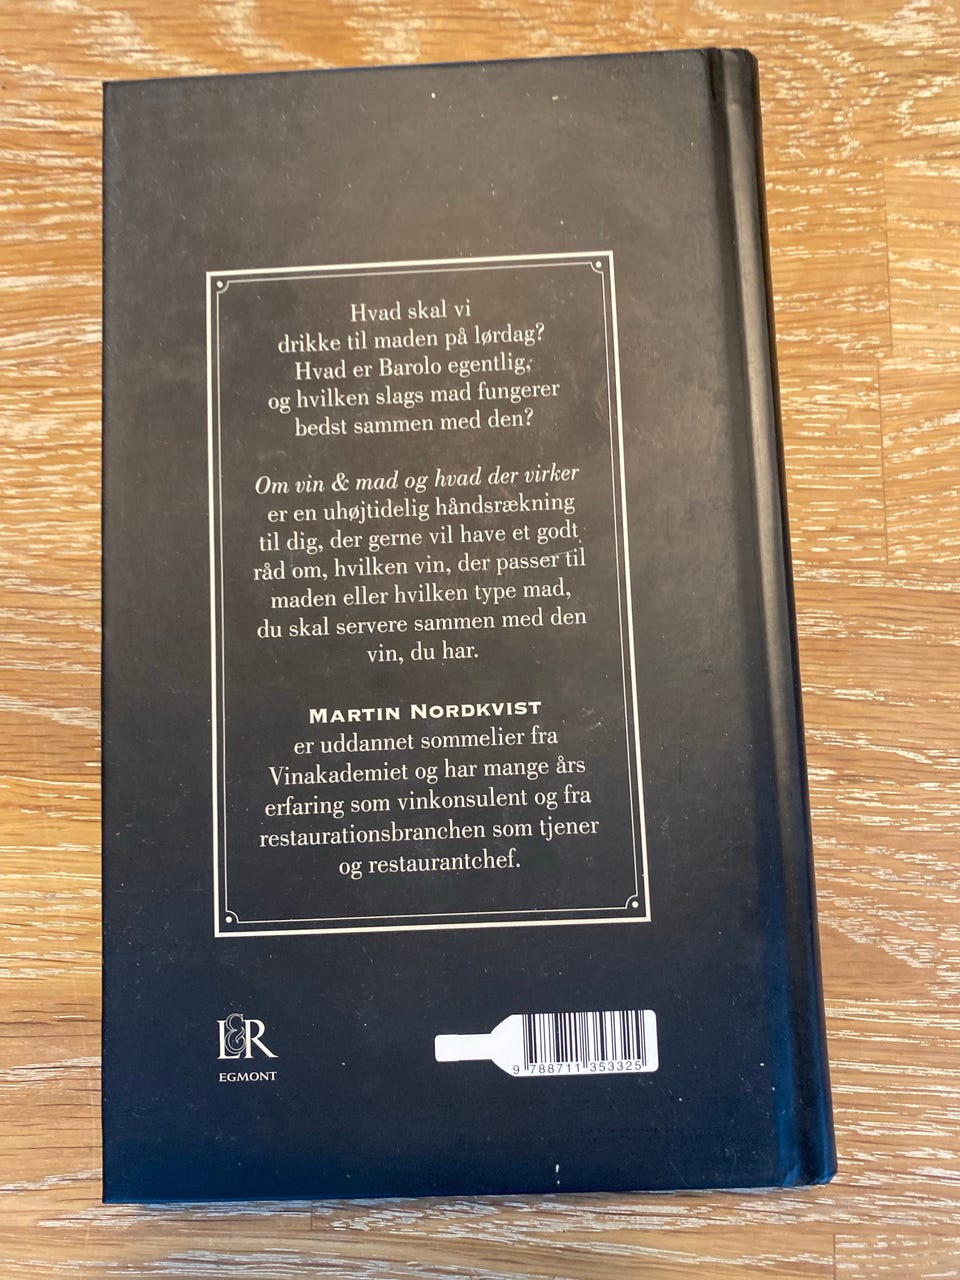 Hvad skal vi
drikke til maden på lørdag?
Hvad er Barolo egentlig,
og hvilken slags mad fungerer
bedst sammen med den?
Om vin & mad og hvad der virker
er en uhøjtidelig håndsrækning
til dig, der gerne vil have et godt
råd om, hvilken vin, der passer til
maden eller hvilken type mad,
du skal servere sammen med den
vin, du har.
MARTIN NORDKVIST
er uddannet sommelier fra
Vinakademiet og har mange års
erfaring som vinkonsulent og fra
restaurationsbranchen som tjener
og restaurantchef.
L&R
EGMONT
9 788711 353325